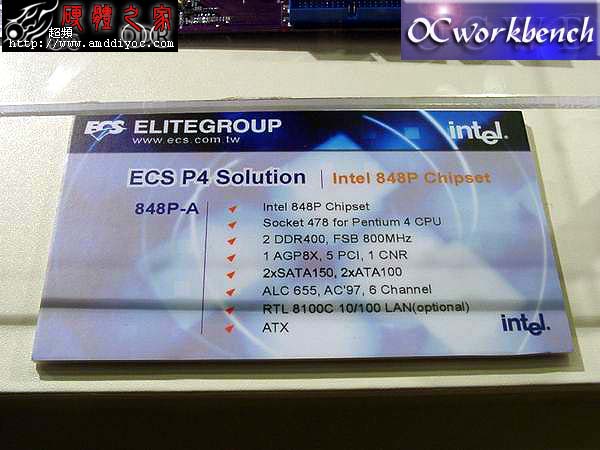 硬體之家
超頻
http://www.amddiyoc.com
OCworkbench
ECS ELITEGROUP
www.ecs.com.tw
intel.
ECS P4 Solution | Intel 848P Chipset
848P-A
Intel 848P Chipset
Socket 478 for Pentium 4 CPU
2 DDR400, FSB 800MHz
1 AGP8X, 5 PCI, 1 CNR
2xSATA150, 2xATA100
ALC 655, AC'97, 6 Channel
RTL 8100C 10/100 LAN(optional)
ATX
intel.